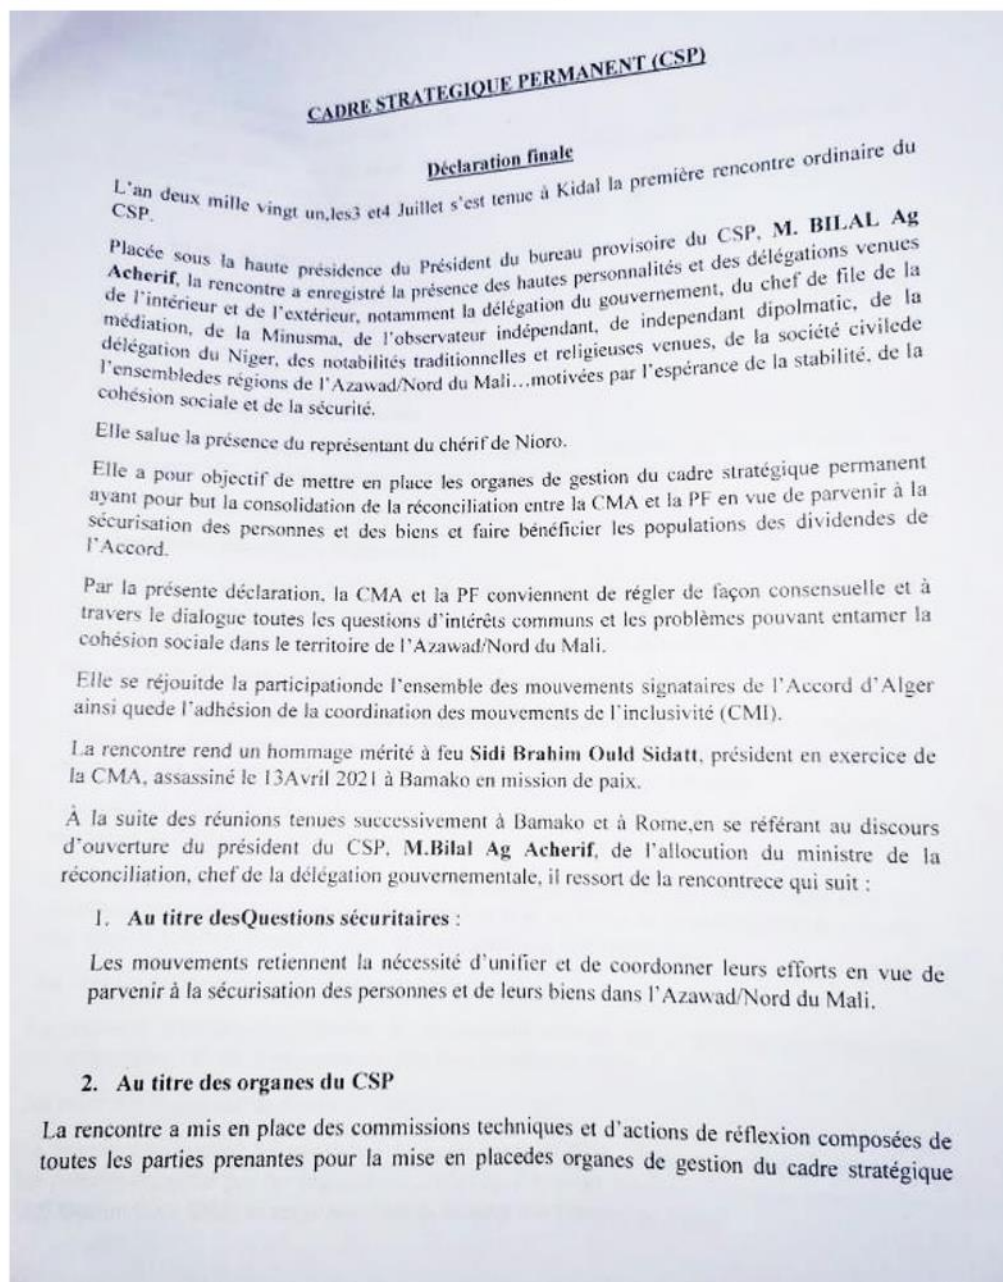 CADRE STRATEGIQUE PERMANENT (CSP)
Déclaration finale
L'an deux mille vingt un,les3 et4 Juillet s'est tenue à Kidal la première rencontre ordinaire du
CSP.
Placée sous la haute présidence du Président du bureau provisoire du CSP, M. BILAL Ag
Acherif, la rencontre a enregistré la présence des hautes personnalités et des délégations venues
de l'intérieur et de l'extérieur, notamment la délégation du gouvernement, du chef de file de la
médiation, de la Minusma, de l'observateur indépendant, de independant dipolmatic, de la
délégation du Niger, des notabilités traditionnelles et religieuses venues, de la société civilede
l'ensembledes régions de l'Azawad/Nord du Mali…motivées par l'espérance de la stabilité, de la
cohésion sociale et de la sécurité.
Elle salue la présence du représentant du chérif de Nioro.
Elle a pour objectif de mettre en place les organes de gestion du cadre stratégique permanent
ayant pour but la consolidation de la réconciliation entre la CMA et la PF en vue de parvenir à la
sécurisation des personnes et des biens et faire bénéficier les populations des dividendes de
l'Accord.
Par la présente déclaration, la CMA et la PF conviennent de régler de façon consensuelle et à
travers le dialogue toutes les questions d'intérêts communs et les problèmes pouvant entamer la
cohésion sociale dans le territoire de l'Azawad/Nord du Mali.
Elle se réjouitde la participationde l'ensemble des mouvements signataires de l'Accord d'Alger
ainsi quede l'adhésion de la coordination des mouvements de l'inclusivité (CMI).
La rencontre rend un hommage mérité à feu Sidi Brahim Ould Sidatt, président en exercice de
la CMA, assassiné le 13Avril 2021 à Bamako en mission de paix.
À la suite des réunions tenues successivement à Bamako et à Rome,en se référant au discours
d'ouverture du président du CSP, M.Bilal Ag Acherif, de l'allocution du ministre de la
réconciliation, chef de la délégation gouvernementale, il ressort de la rencontrece qui suit :
1. Au titre desQuestions sécuritaires :
Les mouvements retiennent la nécessité d'unifier et de coordonner leurs efforts en vue de
parvenir à la sécurisation des personnes et de leurs biens dans l'Azawad/Nord du Mali.
2. Au titre des organes du CSP
La rencontre a mis en place des commissions techniques et d'actions de réflexion composées de
toutes les parties prenantes pour la mise en placedes organes de gestion du cadre stratégique